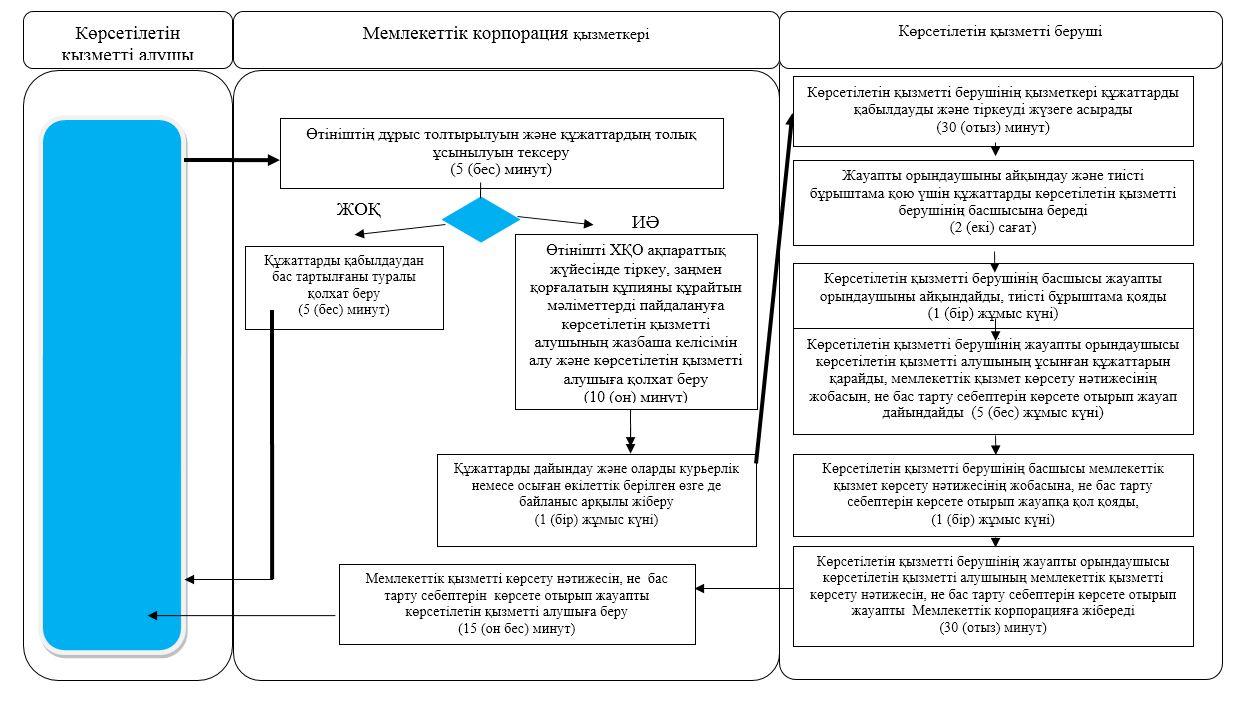 Көрсетілетін
қызметті алушы
Мемлекеттік корпорация қызметкері
Көрсетілетін қызметті беруші
Өтініштің дұрыс толтырылуын және құжаттардың толық
ұсынылуын тексеру
(5 (бес) минут)
ЖОҚ
ИӘ
Құжаттарды қабылдаудан
бас тартылғаны туралы
қолхат беру
(5 (бес) минут)
Өтінішті ХҚО ақпараттық
жүйесінде тіркеу, заңмен
қорғалатын құпияны құрайтын
мәліметтерді пайдалануға
көрсетілетін қызметті
алушының жазбаша келісімін
алу және көрсетілетін қызметті
алушыға қолхат беру
(10 (он) минут)
Құжаттарды дайындау және оларды курьерлік
немесе осыған өкілеттік берілген өзге де
байланыс арқылы жіберу
(1 (бір) жұмыс күні)
Мемлекеттік қызметті көрсету нәтижесін, не бас
тарту себептерін көрсете отырып жауапты
көрсетілетін қызметті алушыға беру
(15 (он бес) минут)
Көрсетілетін қызметті берушінің қызметкері құжаттарды
қабылдауды және тіркеуді жүзеге асырады
(30 (отыз) минут)
Жауапты орындаушыны айқындау және тиісті
бұрыштама қою үшін құжаттарды көрсетілетін қызметті
берушінің басшысына береді
(2 (екі) сағат)
Көрсетілетін қызметті берушінің басшысы жауапты
орындаушыны айқындайды, тиісті бұрыштама қояды
(1 (бір) жұмыс күні)
Көрсетілетін қызметті берушінің жауапты орындаушысы
көрсетілетін қызметті алушының ұсынған құжаттарын
қарайды, мемлекеттік қызмет көрсету нәтижесінің
жобасын, не бас тарту себептерін көрсете отырып жауап
дайындайды (5 (бес) жұмыс күні)
Көрсетілетін қызметті берушінің басшысы мемлекеттік
қызмет көрсету нәтижесінің жобасына, не бас тарту
себептерін көрсете отырып жауапқа қол қояды,
(1 (бір) жұмыс күні)
Көрсетілетін қызметті берушінің жауапты орындаушысы
көрсетілетін қызметті алушының мемлекеттік қызметті
көрсету нәтижесін, не бас тарту себептерін көрсете отырып
жауапты Мемлекеттік корпорацияға жібереді
(30 (отыз) минут)